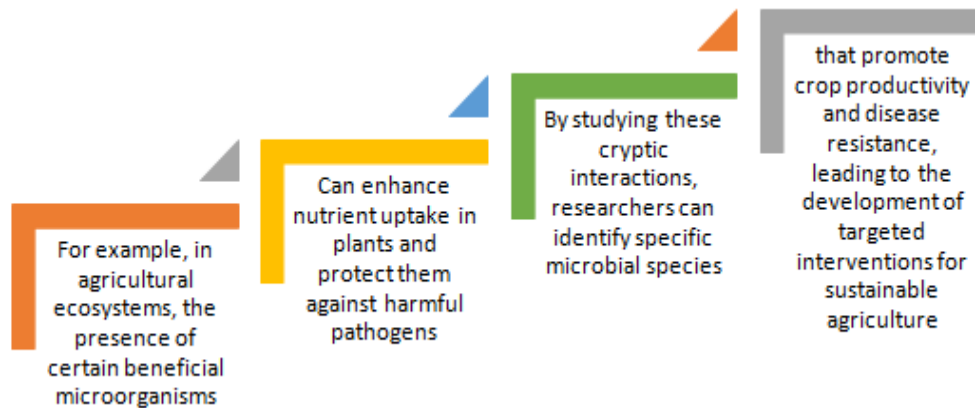 For example, in
agricultural
ecosystems, the
presence of
certain beneficial
microorganisms
Can enhance
nutrient uptake in
plants and
protect them
against harmful
pathogens
By studying these
cryptic
interactions,
researchers can
identify specific
microbial species
that promote
crop productivity
and disease
resistance,
leading to the
development of
targeted
interventions for
sustainable
agriculture